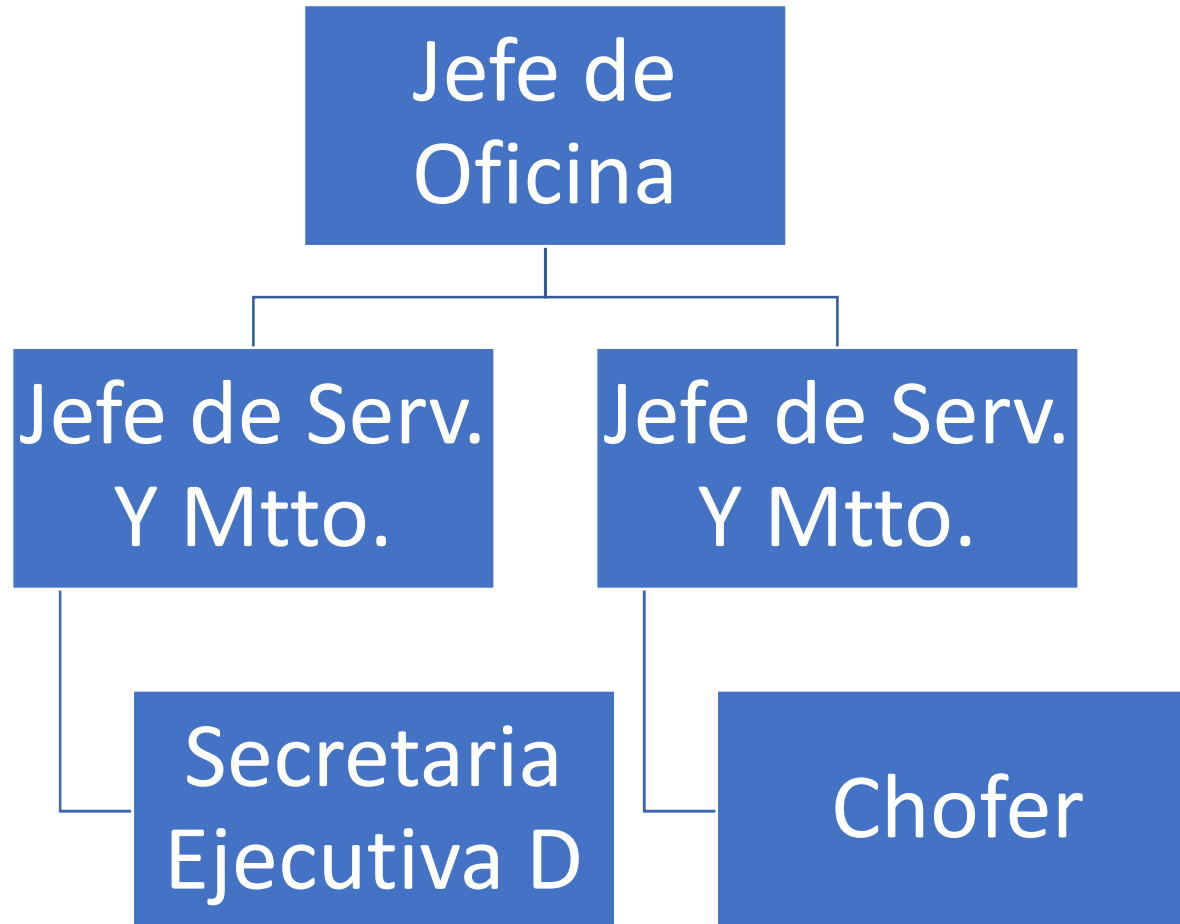 Jefe de
Oficina
Jefe de Serv.
Y Mtto.
Jefe de Serv.
Y Mtto.
Secretaria
Ejecutiva D
Chofer